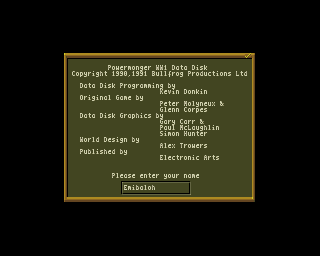 Powermonger WW1 Data Disk
Copyright 1990,1991 Bullfrog Productions Ltd
Data Disk Programming by
Kevin Donkin
Original Game by
Peter Molyneux &
Glenn Corpes
Data Disk Graphics by
Gary Carr &
Paul McLaughlin
Simon Hunter
World Design by
Alex Trowers
Published by
Electronic Arts
Please enter your name
Emiboloh